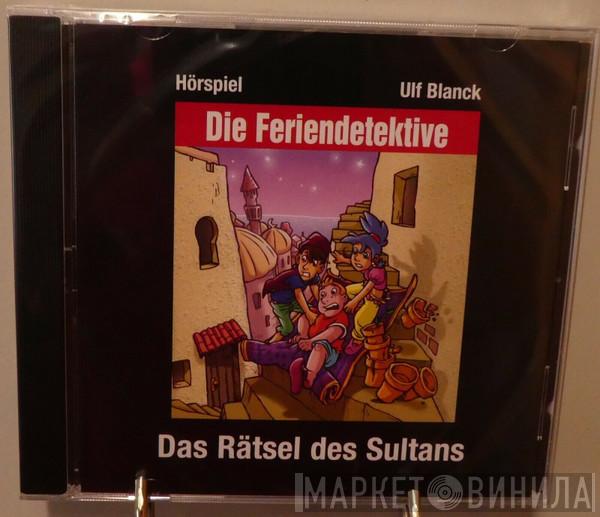 Hörspiel Ulf Blanck
Die Feriendetektive
Das Rätsel des Sultans
МАРКЕТ ВИНИЛА